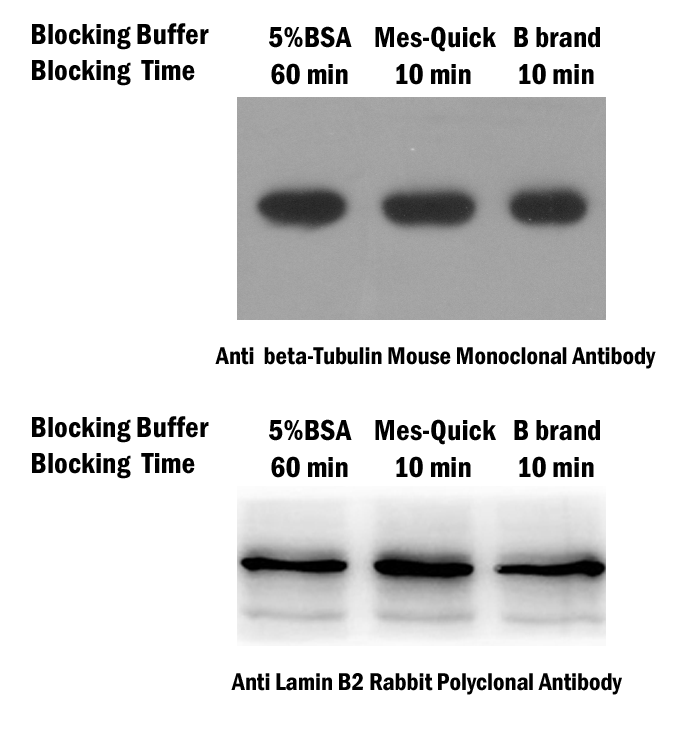 Blocking Buffer 5%BSA Mes-Quick B brand
Blocking Time 60 min 10 min 10 min
Anti beta-Tubulin Mouse Monoclonal Antibody
Blocking Buffer 5%BSA Mes-Quick B brand
Blocking Time 60 min 10 min 10 min
Anti Lamin B2 Rabbit Polyclonal Antibody